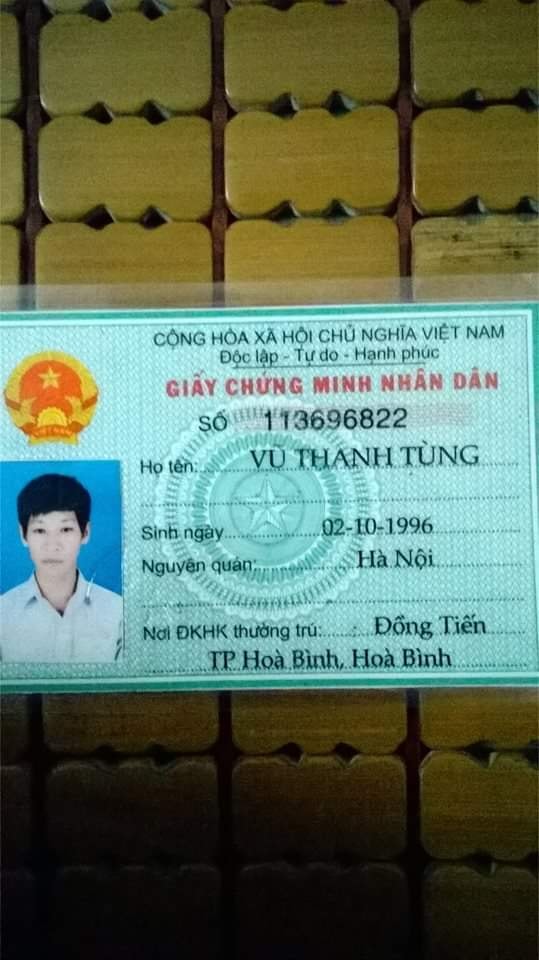 CỘNG HÒA XÃ HỘI CHỦ NGHĨA VIỆT NAM
Độc lập - Tự do - Hạnh phúc
GIẤY CHỨNG MINH NHÂN DÂN
SỐ 113696822
Họ tên: VŨ THANH TÙNG
Sinh ngày 02-10-1996
Nguyên quán: Hà Nội
Nơi ĐKHK thường trú: Đồng Tiến
TP Hoà Bình, Hoà Bình
VIỆT NAM